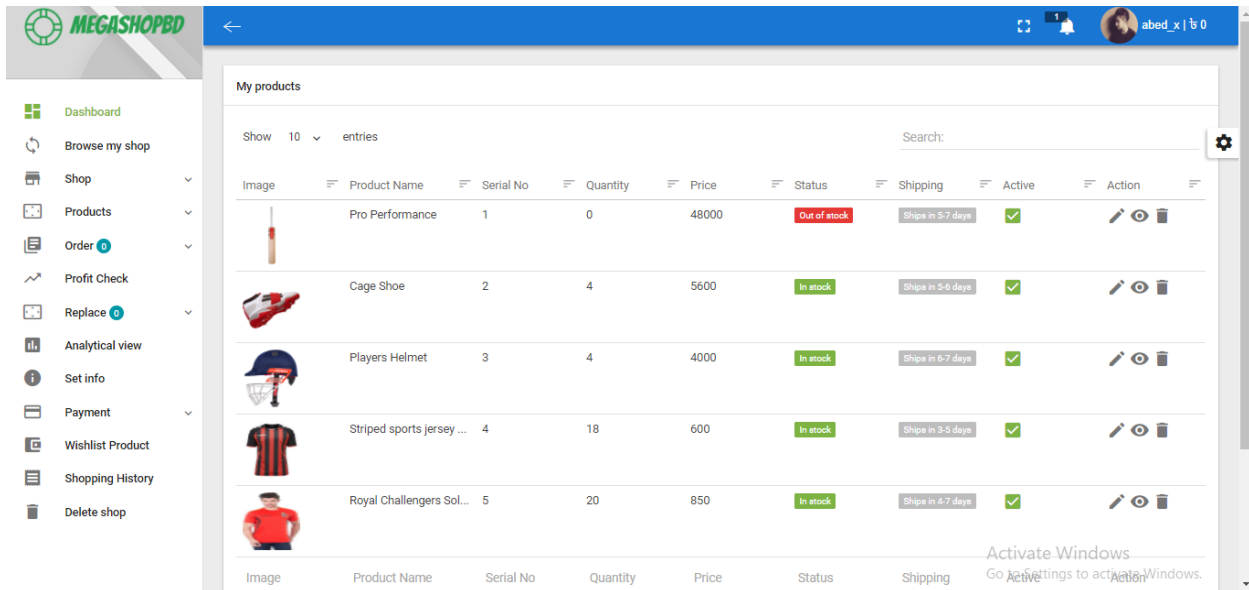 MEGASHOPBD
1
abed_x | ৳ 0
My products
Dashboard
Browse my shop
Shop
Products
Order 0
Profit Check
Replace 0
Analytical view
Set info
Payment
Wishlist Product
Shopping History
Delete shop
Show 10 entries
Search:
Image Product Name Serial No Quantity Price Status Shipping Active Action
Pro Performance 1 0 48000 Out of stock Ships in 5-7 days
Cage Shoe 2 4 5600 In stock Ships in 5-6 days
Players Helmet 3 4 4000 In stock Ships in 6-7 days
Striped sports jersey ... 4 18 600 In stock Ships in 3-5 days
Royal Challengers Sol... 5 20 850 In stock Ships in 4-7 days
Image Product Name Serial No Quantity Price Status Shipping Active Action
Activate Windows
Go to Settings to activate Windows.